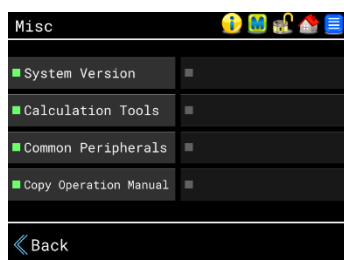 Misc
System Version
Calculation Tools
Common Peripherals
Copy Operation Manual
Back